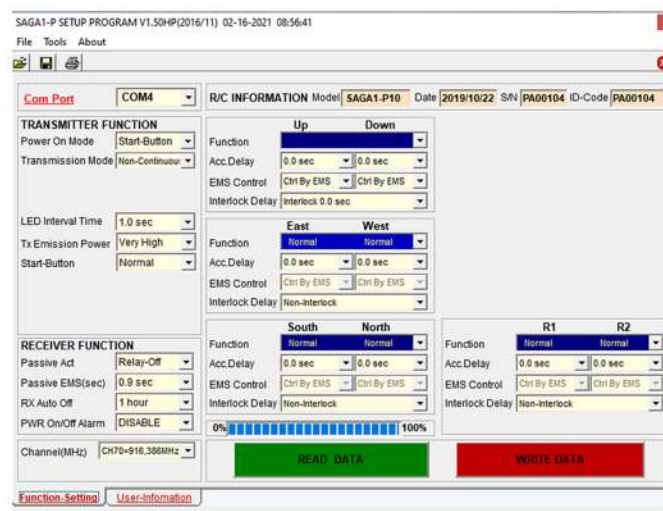 SAGA1-P SETUP PROGRAM V1.50HP(2016/11) 02-16-2021 08:56:41
File Tools About
Com Port COM4
R/C INFORMATION Model SAGA1-P10 Date 2019/10/22 S/N PA00104 ID-Code PA00104
TRANSMITTER FUNCTION
Power On Mode Start-Button
Transmission Mode Non-Continuou
LED Interval Time 1.0 sec
Tx Emission Power Very High
Start-Button Normal
RECEIVER FUNCTION
Passive Act Relay-Off
Passive EMS(sec) 0.9 sec
RX Auto Off 1 hour
PWR On/Off Alarm DISABLE
Channel(MHz) CH70=916,386MHz
Up Down
Function
Acc.Delay 0.0 sec 0.0 sec
EMS Control Ctrl By EMS Ctrl By EMS
Interlock Delay Interlock 0.0 sec
East West
Function Normal Normal
Acc.Delay 0.0 sec 0.0 sec
EMS Control Ctrl By EMS Ctrl By EMS
Interlock Delay Non-Interlock
South North
Function Normal Normal
Acc.Delay 0.0 sec 0.0 sec
EMS Control Ctrl By EMS Ctrl By EMS
Interlock Delay Non-Interlock
R1 R2
Function Normal Normal
Acc.Delay 0.0 sec 0.0 sec
EMS Control Ctrl By EMS Ctrl By EMS
Interlock Delay Non-Interlock
0% 100%
READ DATA WRITE DATA
Function-Setting User-Infomation